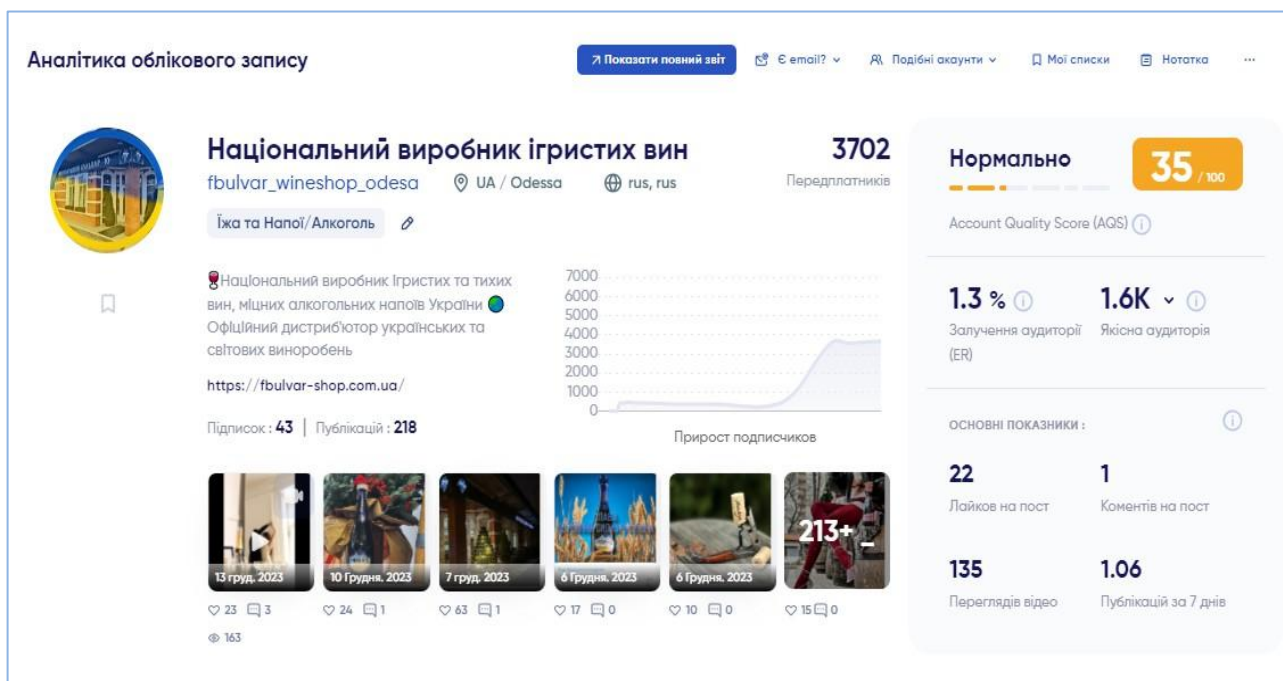 Аналітика облікового запису
Показати повний звіт
Є email?
Подібні акаунти
Мої списки
Нотатка
...
Національний виробник ігристих вин
3702
fbulvar_wineshop_odesa
UA / Odessa
rus, rus
Передплатників
Їжа та Напої/Алкоголь
Національний виробник Ігристих та тихих
вин, міцних алкогольних напоїв України
Офіційний дистриб'ютор українських та
світових виноробень
https://fbulvar-shop.com.ua/
Підписок : 43 | Публікацій : 218
7000
6000
5000
4000
3000
2000
1000
0
Прирост подписчиков
13 груд. 2023
10 Грудня. 2023
7 груд. 2023
6 Грудня. 2023
6 Грудня. 2023
213+
23 3
24 1
63 1
17 0
10 0
15 0
163
Нормально
35 / 100
Account Quality Score (AQS)
1.3 %
1.6K
Залучення аудиторії
(ER)
Якісна аудиторія
ОСНОВНІ ПОКАЗНИКИ :
22
1
Лайков на пост
Коментів на пост
135
1.06
Переглядів відео
Публікацій за 7 днів